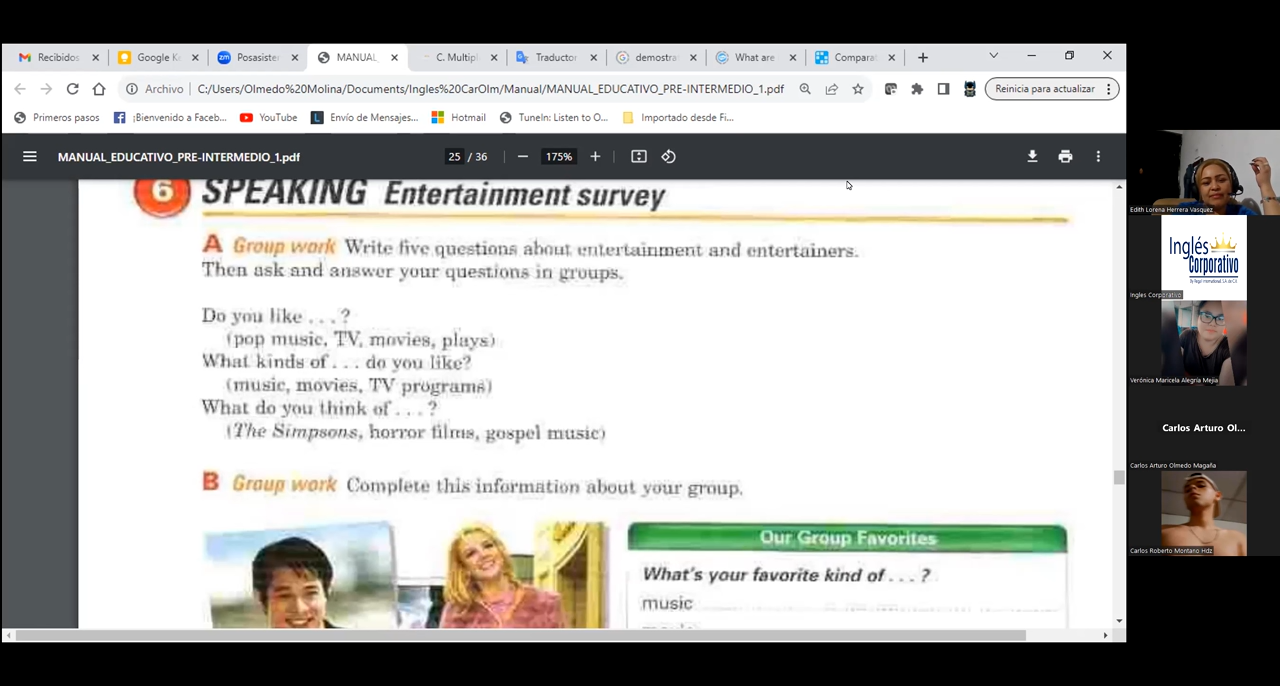 Recibidos
Google K
Posasister
MANUAL_
C. Multipl
Traductor
demostra
What are
Comparat
Archivo
C:/Users/Olmedo%20Molina/Documents/Ingles%20CarOlm/Manual/MANUAL_EDUCATIVO_PRE-INTERMEDIO_1.pdf
Reinicia para actualizar
Primeros pasos
¡Bienvenido a Faceb...
YouTube
Envío de Mensajes...
Hotmail
TuneIn: Listen to O...
Importado desde Fi...
MANUAL_EDUCATIVO_PRE-INTERMEDIO_1.pdf
25 / 36
175%
6 SPEAKING Entertainment survey
A Group work Write five questions about entertainment and entertainers.
Then ask and answer your questions in groups.
Do you like . . . ?
(pop music, TV, movies, plays)
What kinds of . . . do you like?
(music, movies, TV programs)
What do you think of . . . ?
(The Simpsons, horror films, gospel music)
B Group work Complete this information about your group.
Our Group Favorites
What's your favorite kind of . . . ?
music
Edith Lorena Herrera Vasquez
Inglés
Corporativo
Ingles Corporativo
Verónica Maricela Alegría Mejia
Carlos Arturo Ol...
Carlos Arturo Olmedo Magaña
Carlos Roberto Montano Hdz